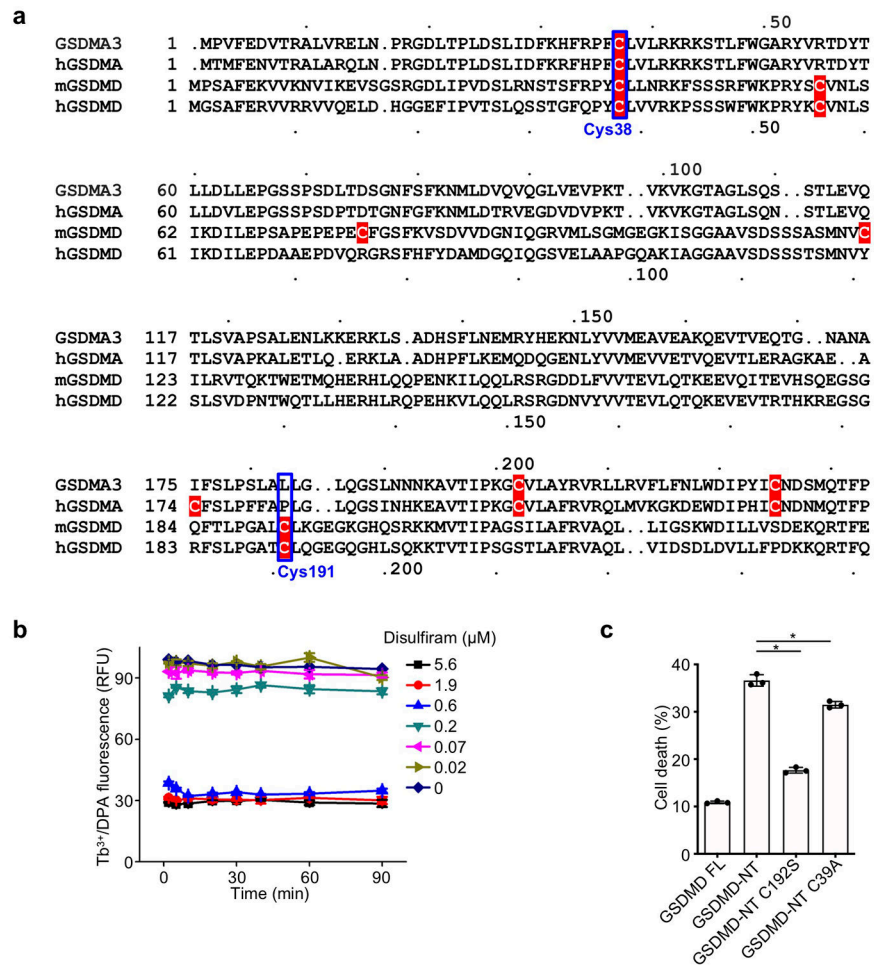 a
. .50 .
GSDMA3 1 .MPVFEDVTRALVRELN.PRGDLTPLDSLIDFKHFRPFCLVLRKRKSTLFWGARYVRTDYT
hGSDMA 1 .MTMFENVTRALARQLN.PRGDLTPLDSLIDFKRFHPFCLVLRKRKSTLFWGARYVRTDYT
mGSDMD 1 MPSAFEKVVKNVIKEVSGSRGDLIPVDSLRNSTSFRPYCLLNRKFSSSRFWKPRYSCVNLS
hGSDMD 1 MGSAFERVVRRVVQELD.HGGEFIPVTSLQSSTGFQPYCLVVRKPSSSWFWKPRYKCVNLS
. . . . .50 .
Cys38
. . . . .100 . .
GSDMA3 60 LLDLLEPGSSPSDLTDSGNFSFKNMLDVQVQGLVEVPKT..VKVKGTAGLSQS..STLEVQ
hGSDMA 60 LLDVLEPGSSPSDPTDTGNFGFKNMLDTRVEGDVDVPKT..VKVKGTAGLSQN..STLEVQ
mGSDMD 62 IKDILEPSAPEPEPECFGSFKVSDVVDGNIQGRVMLSGMGEGKISGGAAVSDSSSASMNVC
hGSDMD 61 IKDILEPDAAEPDVQRGRSFHFYDAMDGQIQGSVELAAPGQAKIAGGAAVSDSSSTSMNVY
. . . .100 . .
. . . .150 . .
GSDMA3 117 TLSVAPSALENLKKERKLS.ADHSFLNEMRYHEKNLYVVMEAVEAKQEVTVEQTG..NANA
hGSDMA 117 TLSVAPKALETLQ.ERKLA.ADHPFLKEMQDQGENLYVVMEVVETVQEVTLERAGKAE..A
mGSDMD 123 ILRVTQKTWETMQHERHLQQPENKILQQLRSRGDDLFVVTEVLQTKEEVQITEVHSQEGSG
hGSDMD 122 SLSVDPNTWQTLLHERHLRQPEHKVLQQLRSRGDNVYVVTEVLQTQKEVEVTRTHKREGSG
. . .150 . . .
. . .200 . . .
GSDMA3 175 IFSLPSLALLG..LQGSLNNNKAVTIPKGCVLAYRVRLLRVFLFNLWDIPYICNDSMQTFP
hGSDMA 174 CFSLPFFAPLG..LQGSINHKEAVTIPKGCVLAFRVRQLMVKGKDEWDIPHICNDNMQTFP
mGSDMD 184 QFTLPGALCLKGEGKGHQSRKKMVTIPAGSILAFRVAQL..LIGSKWDILLVSDEKQRTFE
hGSDMD 183 RFSLPGATCLQGEGQGHLSQKKTVTIPSGSTLAFRVAQL..VIDSDLDVLLFPDKKQRTFQ
. .200 . . . .
Cys191
b
Disulfiram (µM)
5.6
1.9
0.6
0.2
0.07
0.02
0
Tb3+/DPA fluorescence (RFU)
90
60
30
0
0 30 60 90
Time (min)
c
*
*
Cell death (%)
40
30
20
10
0
GSDMD FL
GSDMD-NT
GSDMD-NT C192S
GSDMD-NT C39A